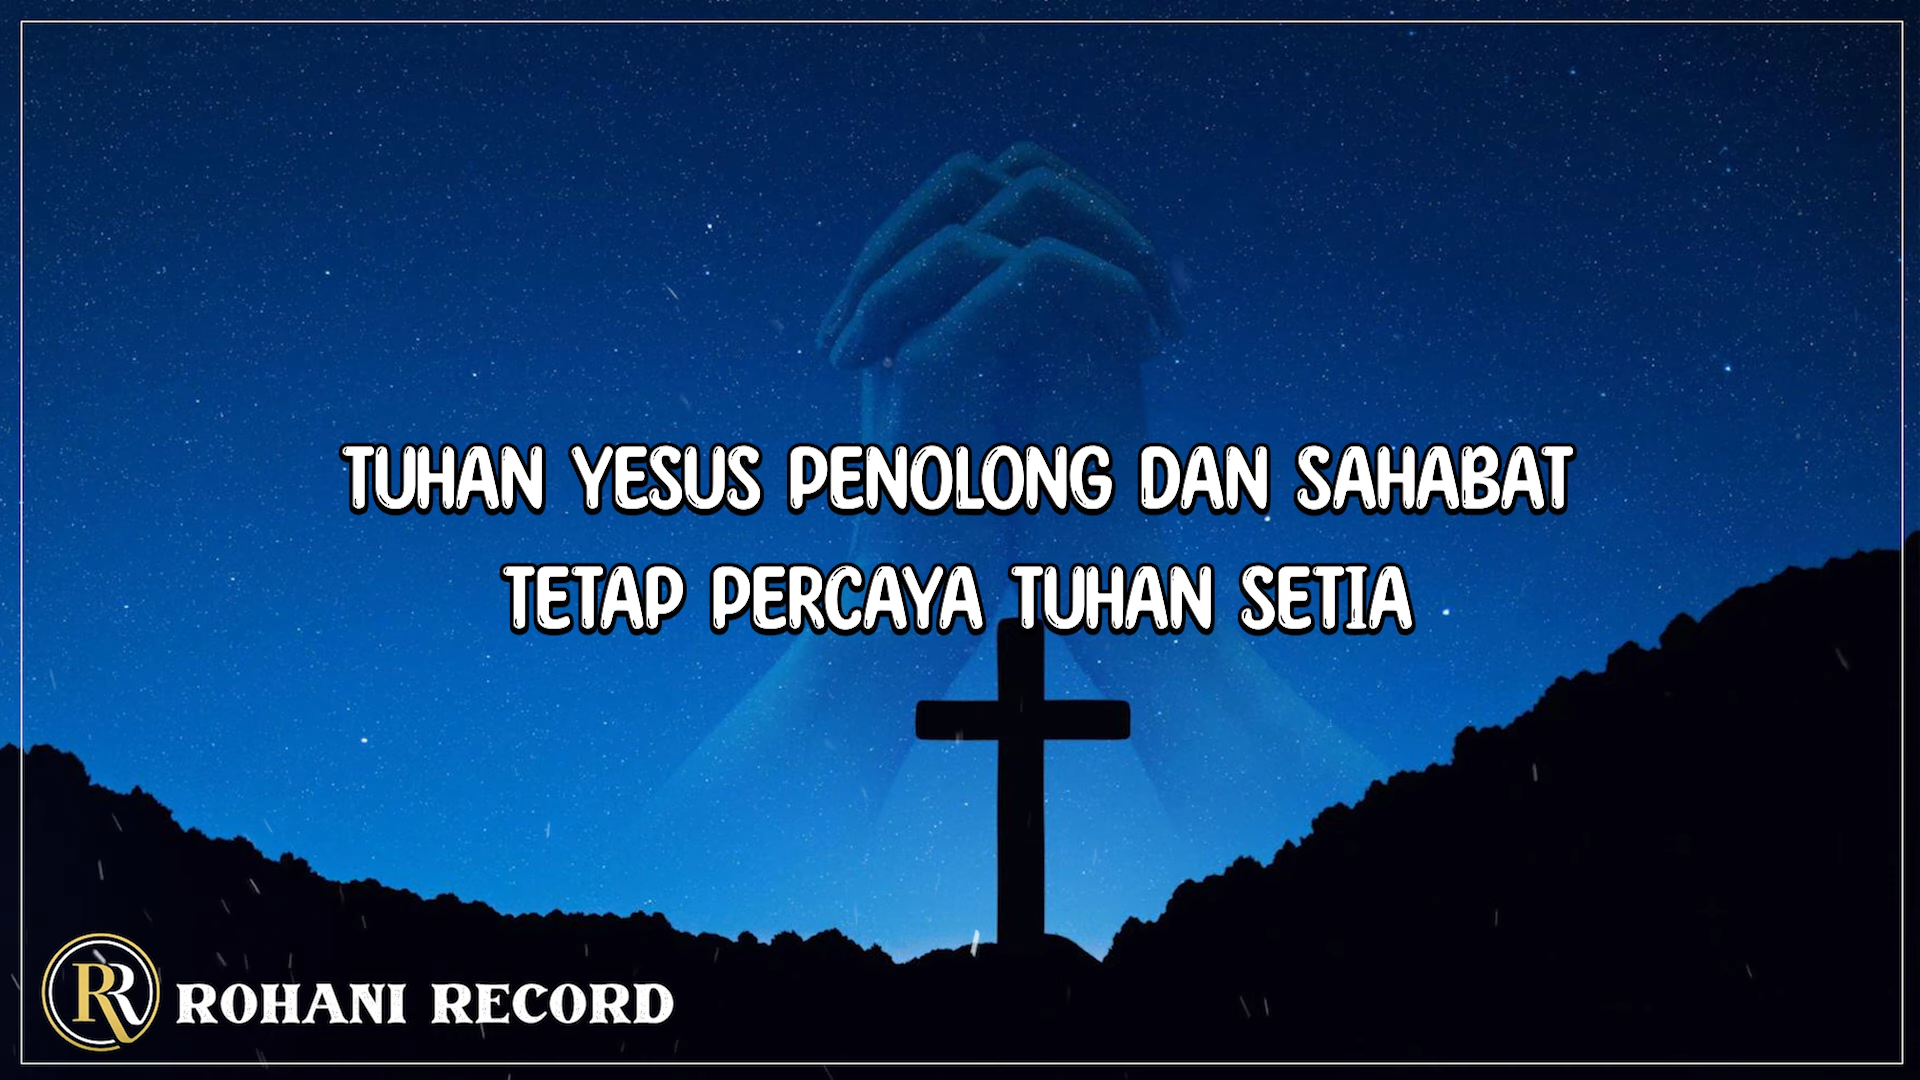 TUHAN YESUS PENOLONG DAN SAHABAT
TETAP PERCAYA TUHAN SETIA
RR ROHANI RECORD